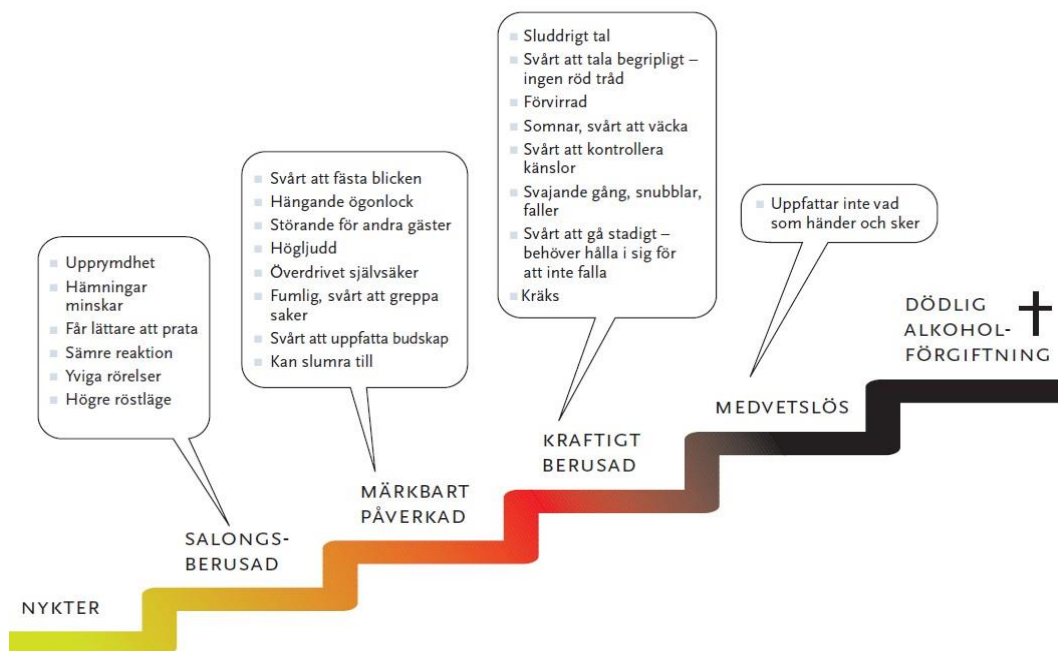 Upprymdhet
Hämningar
minskar
Får lättare att prata
Sämre reaktion
Yviga rörelser
Högre röstläge
Svårt att fästa blicken
Hängande ögonlock
Störande för andra gäster
Högljudd
Överdrivet självsäker
Fumlig, svårt att greppa
saker
Svårt att uppfatta budskap
Kan slumra till
Sluddrigt tal
Svårt att tala begripligt –
ingen röd tråd
Förvirrad
Somnar, svårt att väcka
Svårt att kontrollera
känslor
Svajande gång, snubblar,
faller
Svårt att gå stadigt –
behöver hålla i sig för
att inte falla
Kräks
Uppfattar inte vad
som händer och sker
NYKTER
SALONGS-
BERUSAD
MÄRKBART
PÅVERKAD
KRAFTIGT
BERUSAD
MEDVETSLÖS
DÖDLIG
ALKOHOL-
FÖRGIFTNING